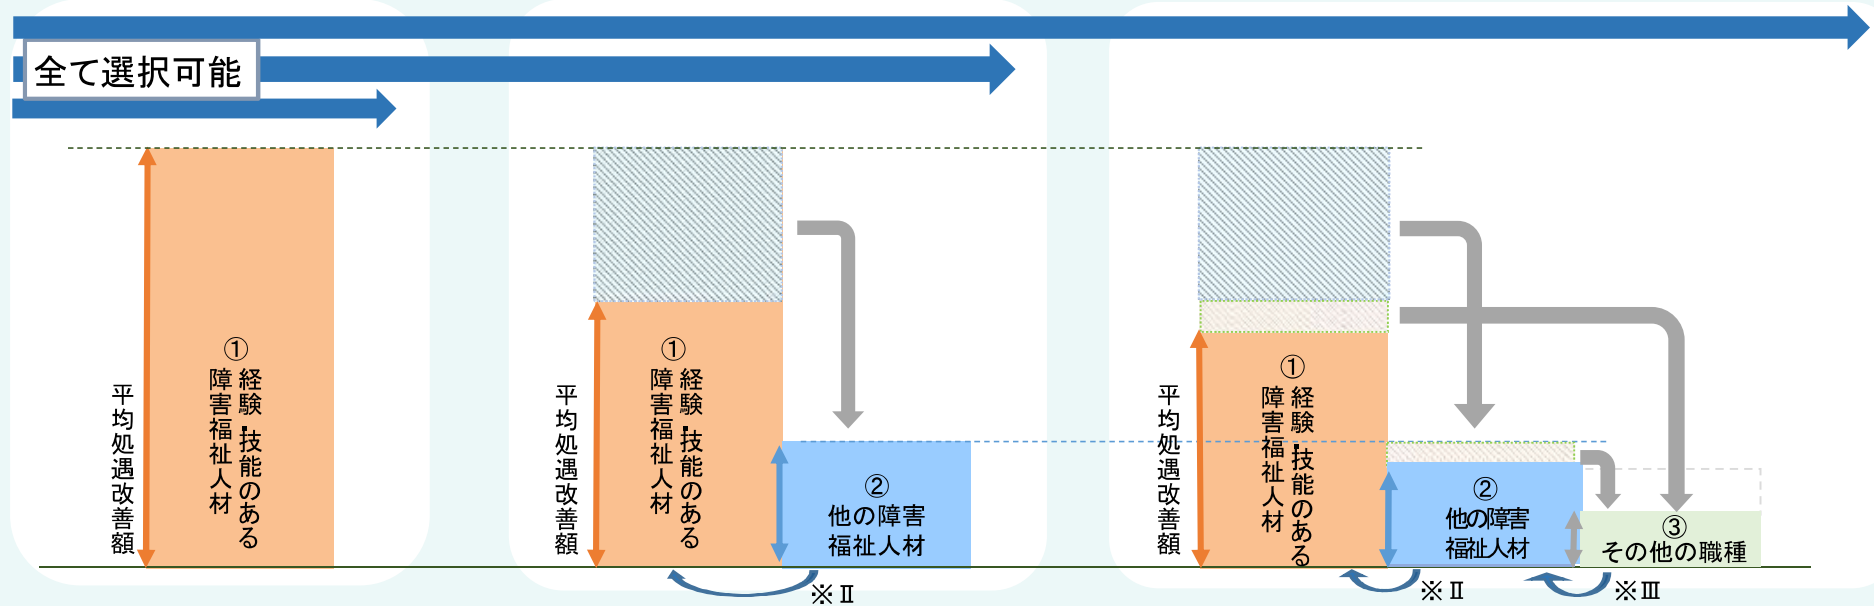 全て選択可能
平均処遇改善額
①
経験・技能のある
障害福祉人材
平均処遇改善額
①
経験・技能のある
障害福祉人材
②
他の障害
福祉人材
※Ⅱ
平均処遇改善額
①
経験・技能のある
障害福祉人材
②
他の障害
福祉人材
③
その他の職種
※Ⅱ
※Ⅲ